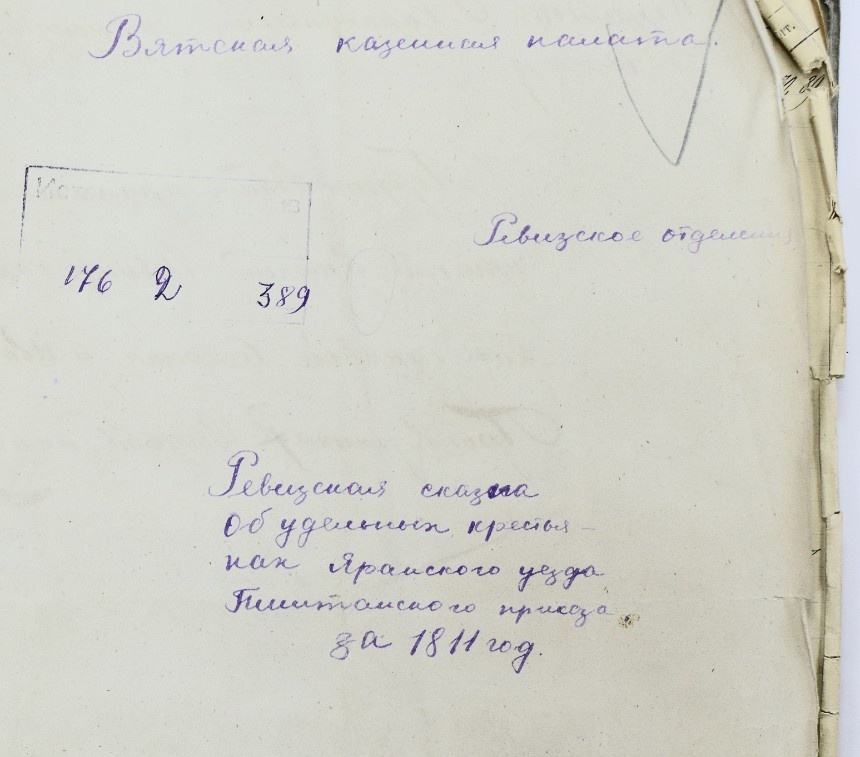 Вятская казенная палата.
Ревизское отделение
176 2 389
Ревизская сказка
Об удельных крестья-
нах Яранского уезда
Пиштанского приказа
за 1811 год.